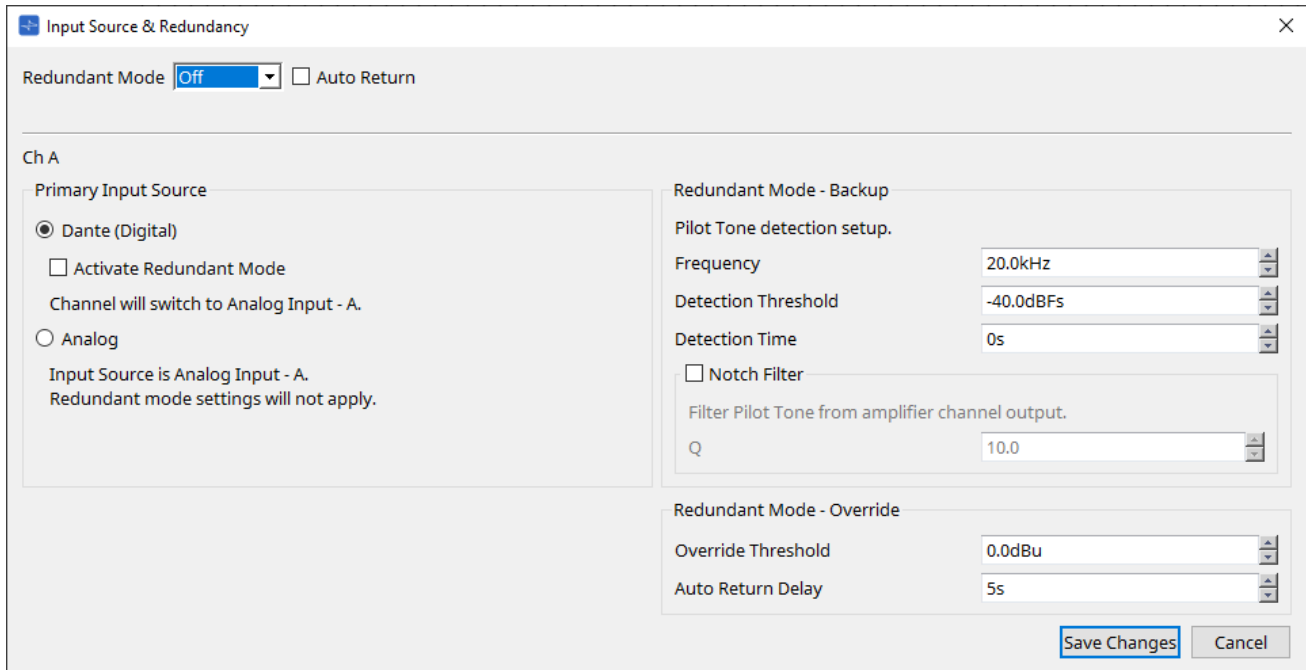 Input Source & Redundancy
Redundant Mode Off Auto Return
Ch A
Primary Input Source
Dante (Digital)
Activate Redundant Mode
Channel will switch to Analog Input - A.
Analog
Input Source is Analog Input - A.
Redundant mode settings will not apply.
Redundant Mode - Backup
Pilot Tone detection setup.
Frequency 20.0kHz
Detection Threshold -40.0dBFs
Detection Time 0s
Notch Filter
Filter Pilot Tone from amplifier channel output.
Q 10.0
Redundant Mode - Override
Override Threshold 0.0dBu
Auto Return Delay 5s
Save Changes Cancel